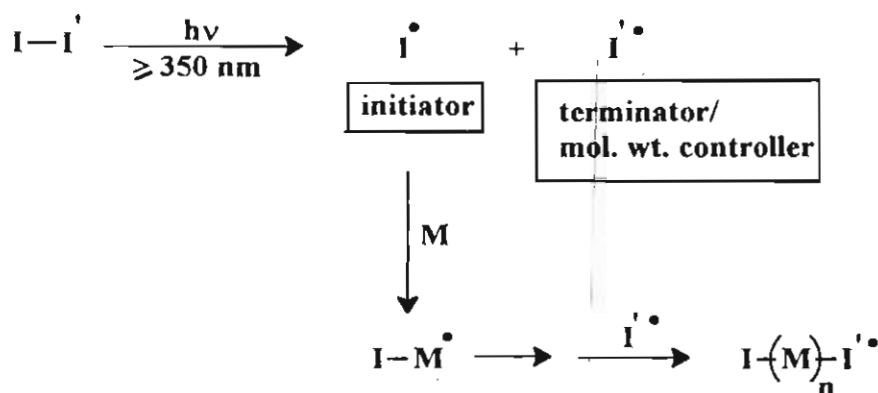 I—I' hν I• + I'•
≥ 350 nm
initiator
terminator/
mol. wt. controller
M
I'•
I—M• I-(M)-I'•
n